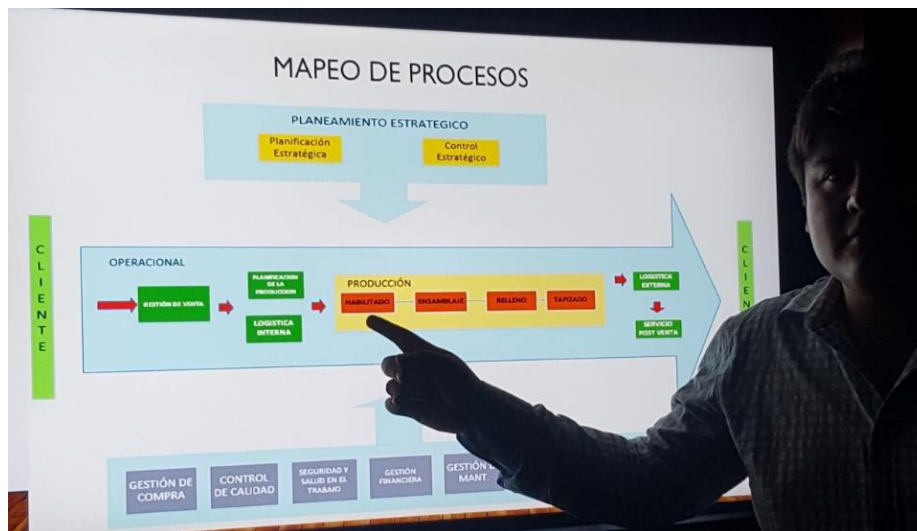 MAPEO DE PROCESOS
PLANEAMIENTO ESTRATEGICO
Planificación
Estratégica
Control
Estratégico
C
L
I
E
N
T
E
OPERACIONAL
GESTIÓN DE VENTA
PLANIFICACION
DE LA
PRODUCCION
LOGISTICA
INTERNA
PRODUCCIÓN
HABILITADO
ENSAMBLAJE
RELLENO
TAPIZADO
LOGISTICA
EXTERNA
SERVICIO
POST VENTA
C
L
I
E
N
GESTIÓN DE
COMPRA
CONTROL
DE CALIDAD
SEGURIDAD Y
SALUD EN EL
TRABAJO
GESTIÓN
FINANCIERA
GESTIÓN
MANT.